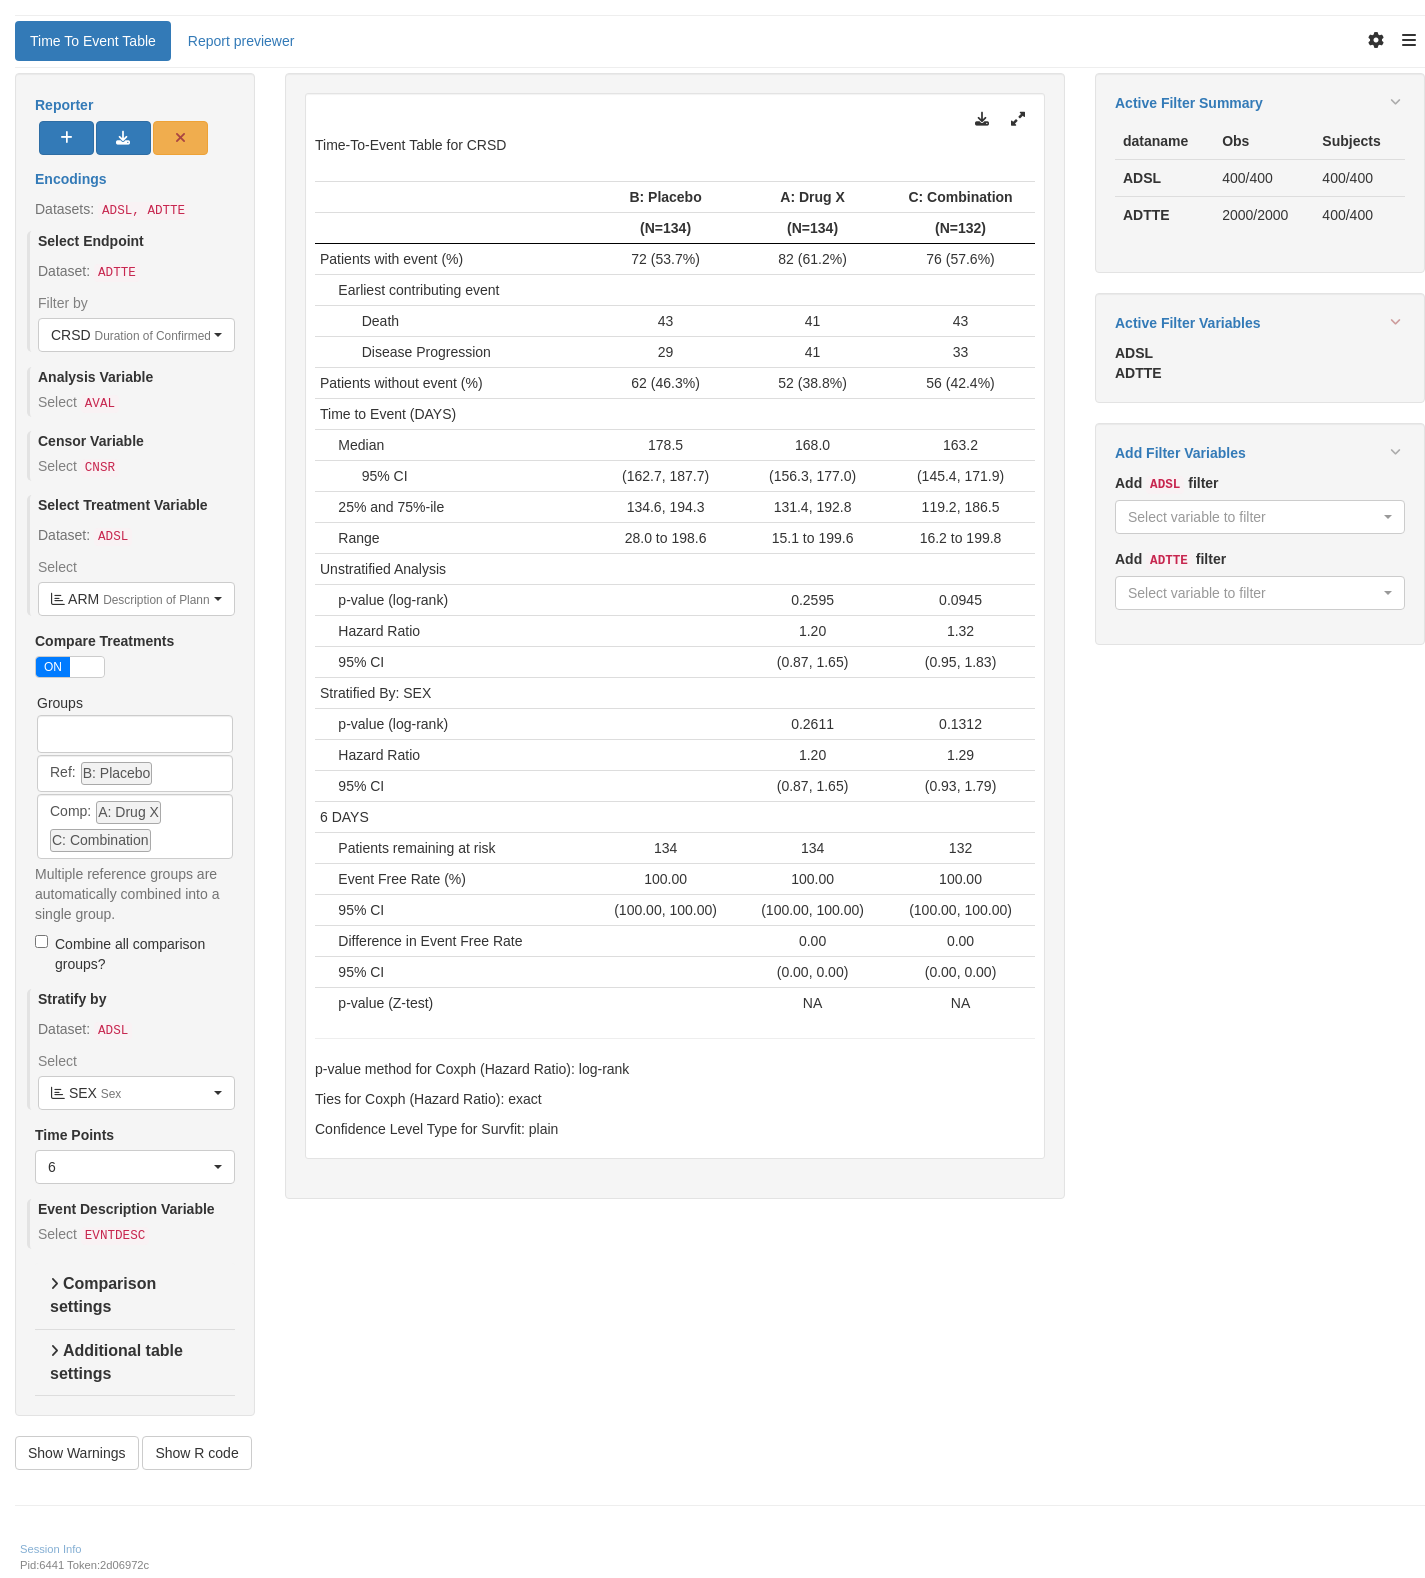 Time To Event Table Report previewer
Reporter
Encodings
Datasets: ADSL, ADTTE
Select Endpoint
Dataset: ADTTE
Filter by
CRSD Duration of Confirmed
Analysis Variable
Select AVAL
Censor Variable
Select CNSR
Select Treatment Variable
Dataset: ADSL
Select
ARM Description of Plann
Compare Treatments
ON
Groups
Ref: B: Placebo
Comp: A: Drug X
C: Combination
Multiple reference groups are
automatically combined into a
single group.
Combine all comparison
groups?
Stratify by
Dataset: ADSL
Select
SEX Sex
Time Points
6
Event Description Variable
Select EVNTDESC
Comparison
settings
Additional table
settings
Show Warnings Show R code
Time-To-Event Table for CRSD
B: Placebo A: Drug X C: Combination
(N=134) (N=134) (N=132)
Patients with event (%) 72 (53.7%) 82 (61.2%) 76 (57.6%)
Earliest contributing event
Death 43 41 43
Disease Progression 29 41 33
Patients without event (%) 62 (46.3%) 52 (38.8%) 56 (42.4%)
Time to Event (DAYS)
Median 178.5 168.0 163.2
95% CI (162.7, 187.7) (156.3, 177.0) (145.4, 171.9)
25% and 75%-ile 134.6, 194.3 131.4, 192.8 119.2, 186.5
Range 28.0 to 198.6 15.1 to 199.6 16.2 to 199.8
Unstratified Analysis
p-value (log-rank) 0.2595 0.0945
Hazard Ratio 1.20 1.32
95% CI (0.87, 1.65) (0.95, 1.83)
Stratified By: SEX
p-value (log-rank) 0.2611 0.1312
Hazard Ratio 1.20 1.29
95% CI (0.87, 1.65) (0.93, 1.79)
6 DAYS
Patients remaining at risk 134 134 132
Event Free Rate (%) 100.00 100.00 100.00
95% CI (100.00, 100.00) (100.00, 100.00) (100.00, 100.00)
Difference in Event Free Rate 0.00 0.00
95% CI (0.00, 0.00) (0.00, 0.00)
p-value (Z-test) NA NA
p-value method for Coxph (Hazard Ratio): log-rank
Ties for Coxph (Hazard Ratio): exact
Confidence Level Type for Survfit: plain
Active Filter Summary
dataname Obs Subjects
ADSL 400/400 400/400
ADTTE 2000/2000 400/400
Active Filter Variables
ADSL
ADTTE
Add Filter Variables
Add ADSL filter
Select variable to filter
Add ADTTE filter
Select variable to filter
Session Info
Pid:6441 Token:2d06972c